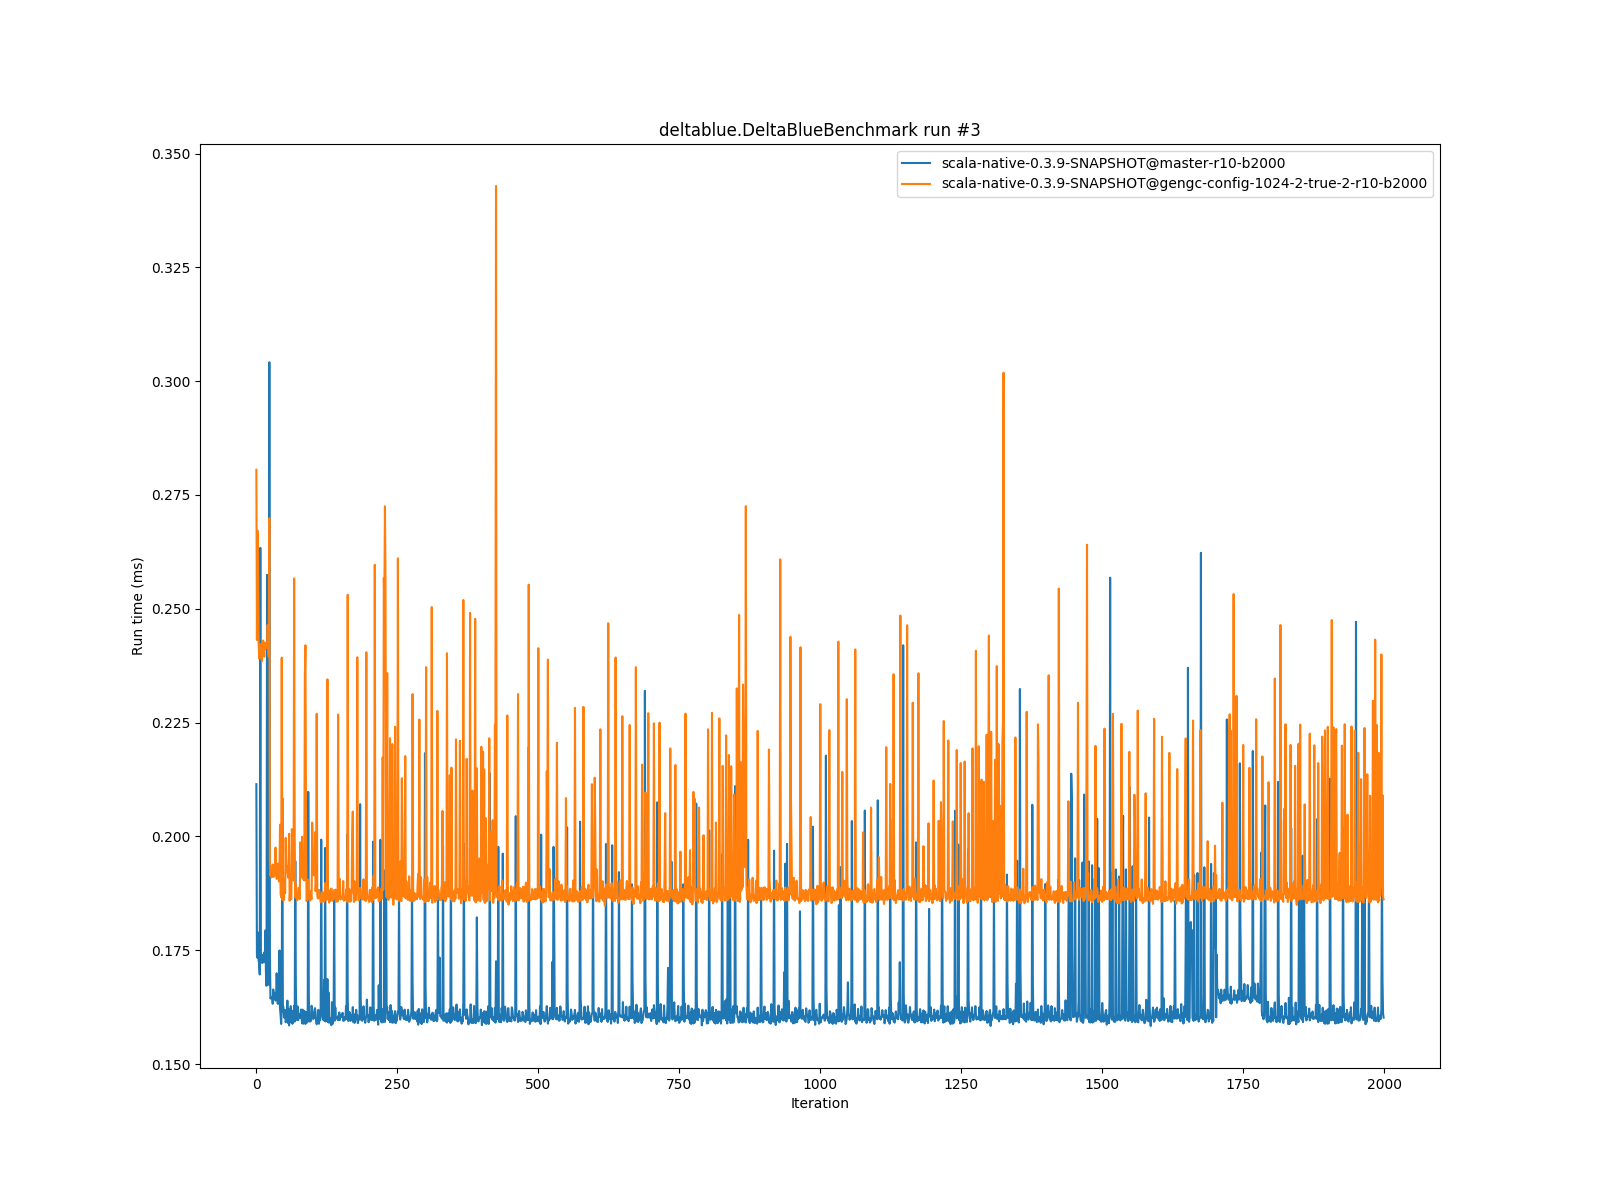 deltablue.DeltaBlueBenchmark run #3
scala-native-0.3.9-SNAPSHOT@master-r10-b2000
scala-native-0.3.9-SNAPSHOT@gengc-config-1024-2-true-2-r10-b2000
Run time (ms)
0.350
0.325
0.300
0.275
0.250
0.225
0.200
0.175
0.150
0 250 500 750 1000 1250 1500 1750 2000
Iteration